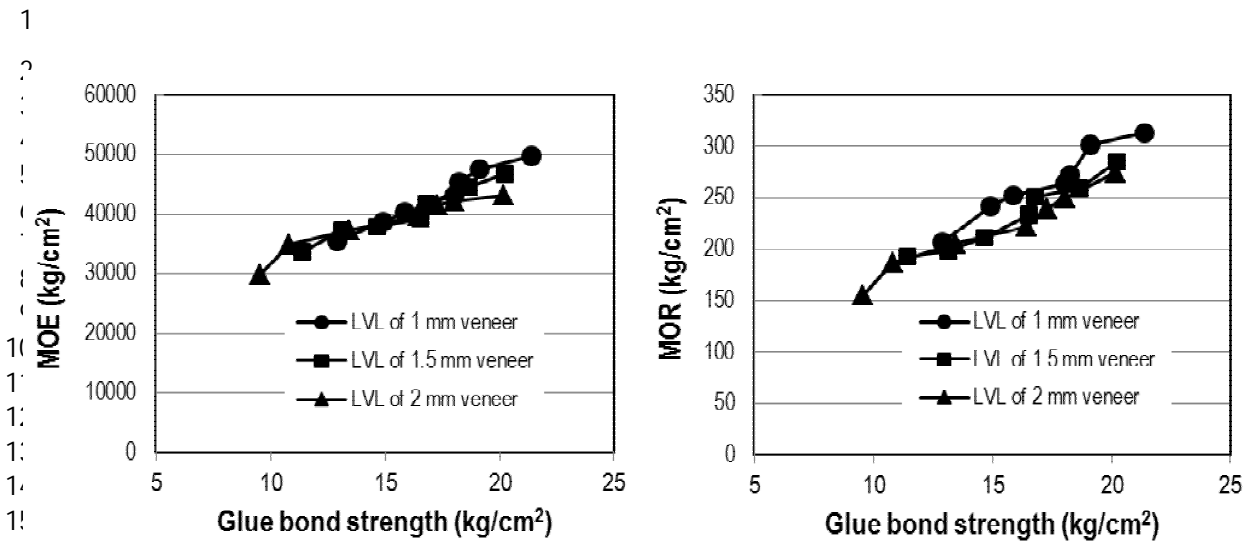 1
60000
50000
40000
30000
20000
10000
0
5 10 15 20 25
MOE (kg/cm²)
Glue bond strength (kg/cm²)
LVL of 1 mm veneer
LVL of 1.5 mm veneer
LVL of 2 mm veneer
350
300
250
200
150
100
50
0
5 10 15 20 25
MOR (kg/cm²)
Glue bond strength (kg/cm²)
LVL of 1 mm veneer
LVL of 1 5 mm veneer
LVL of 2 mm veneer